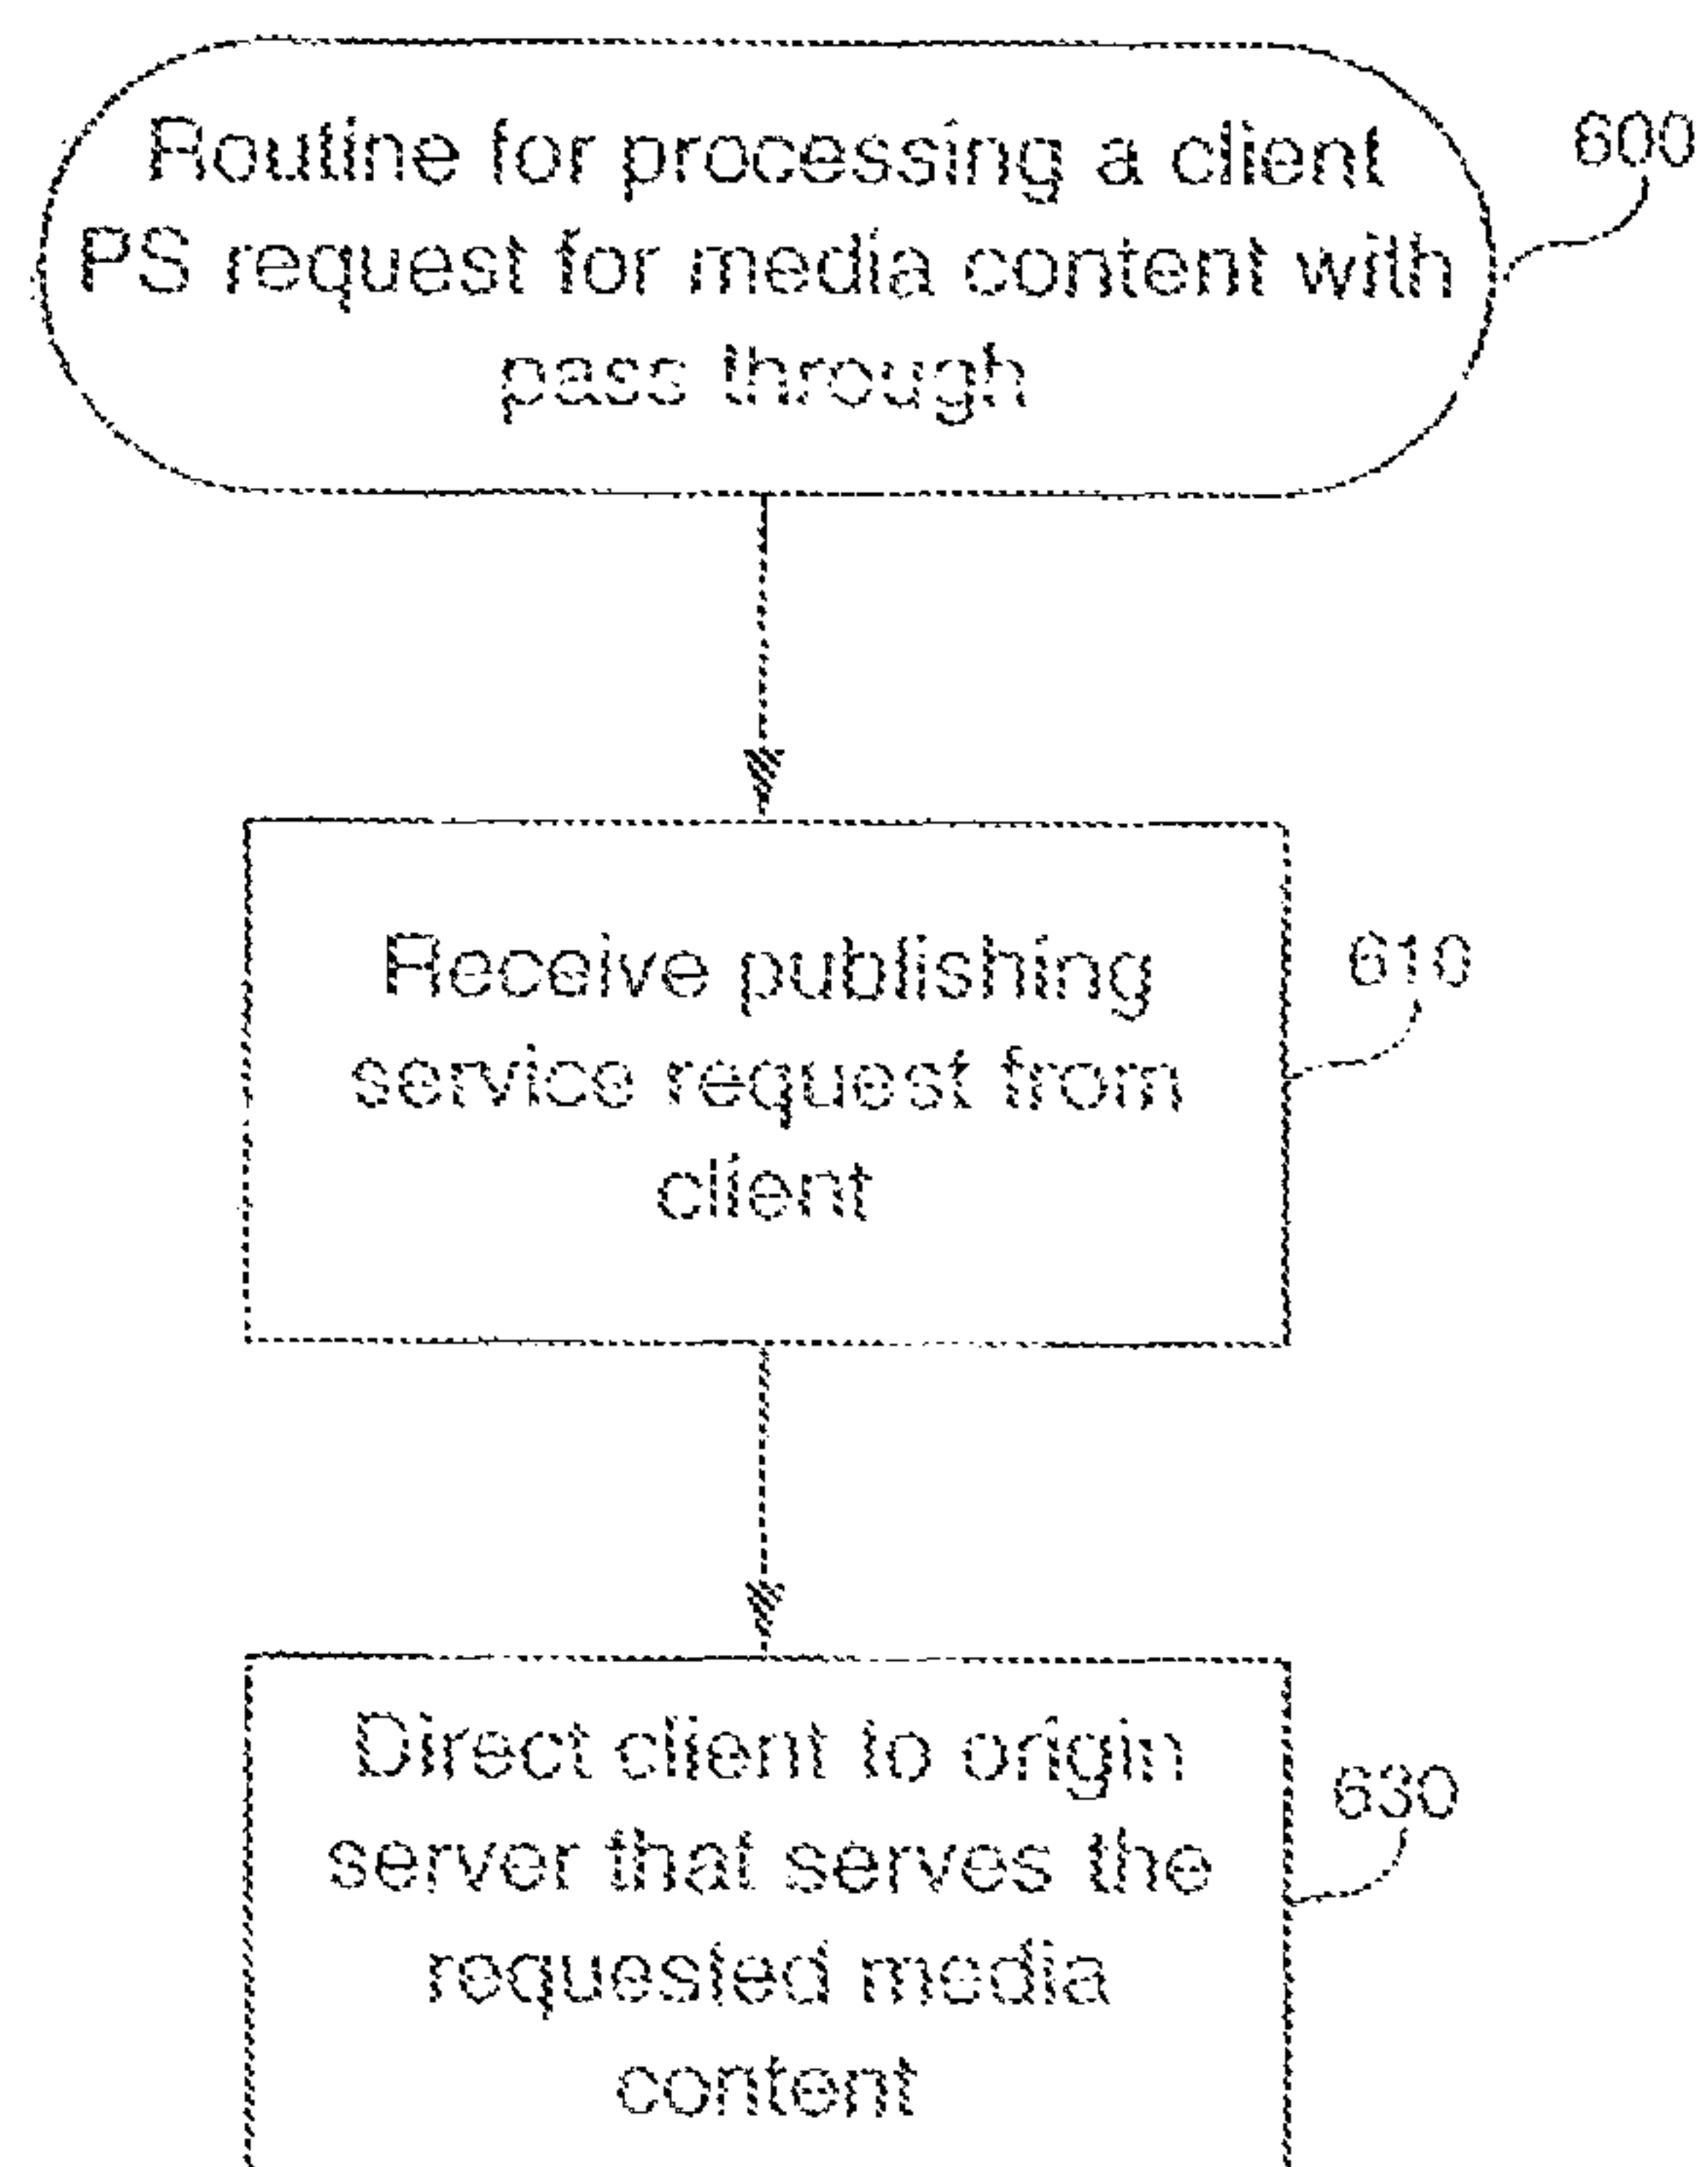 Routine for processing a client
PS request for media content with
pass through
600
Receive publishing
service request from
client
610
Direct client to origin
server that serves the
requested media
content
630